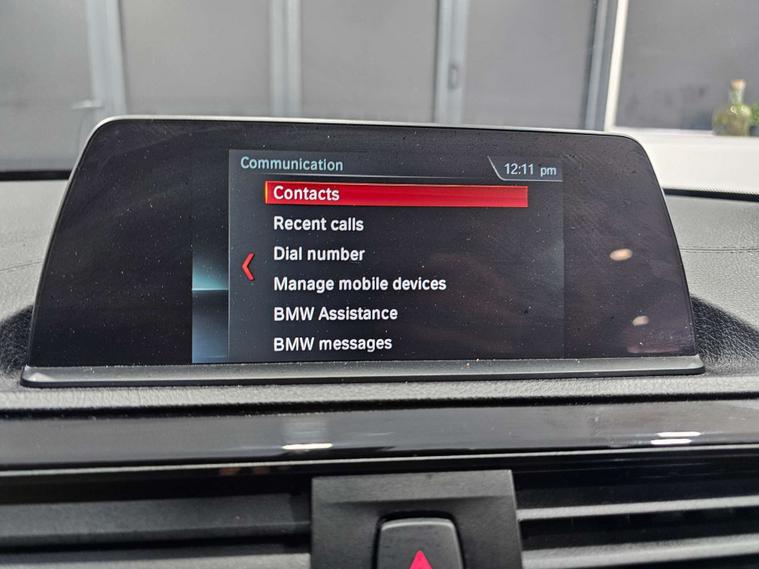 Communication
12:11 pm
Contacts
Recent calls
Dial number
Manage mobile devices
BMW Assistance
BMW messages